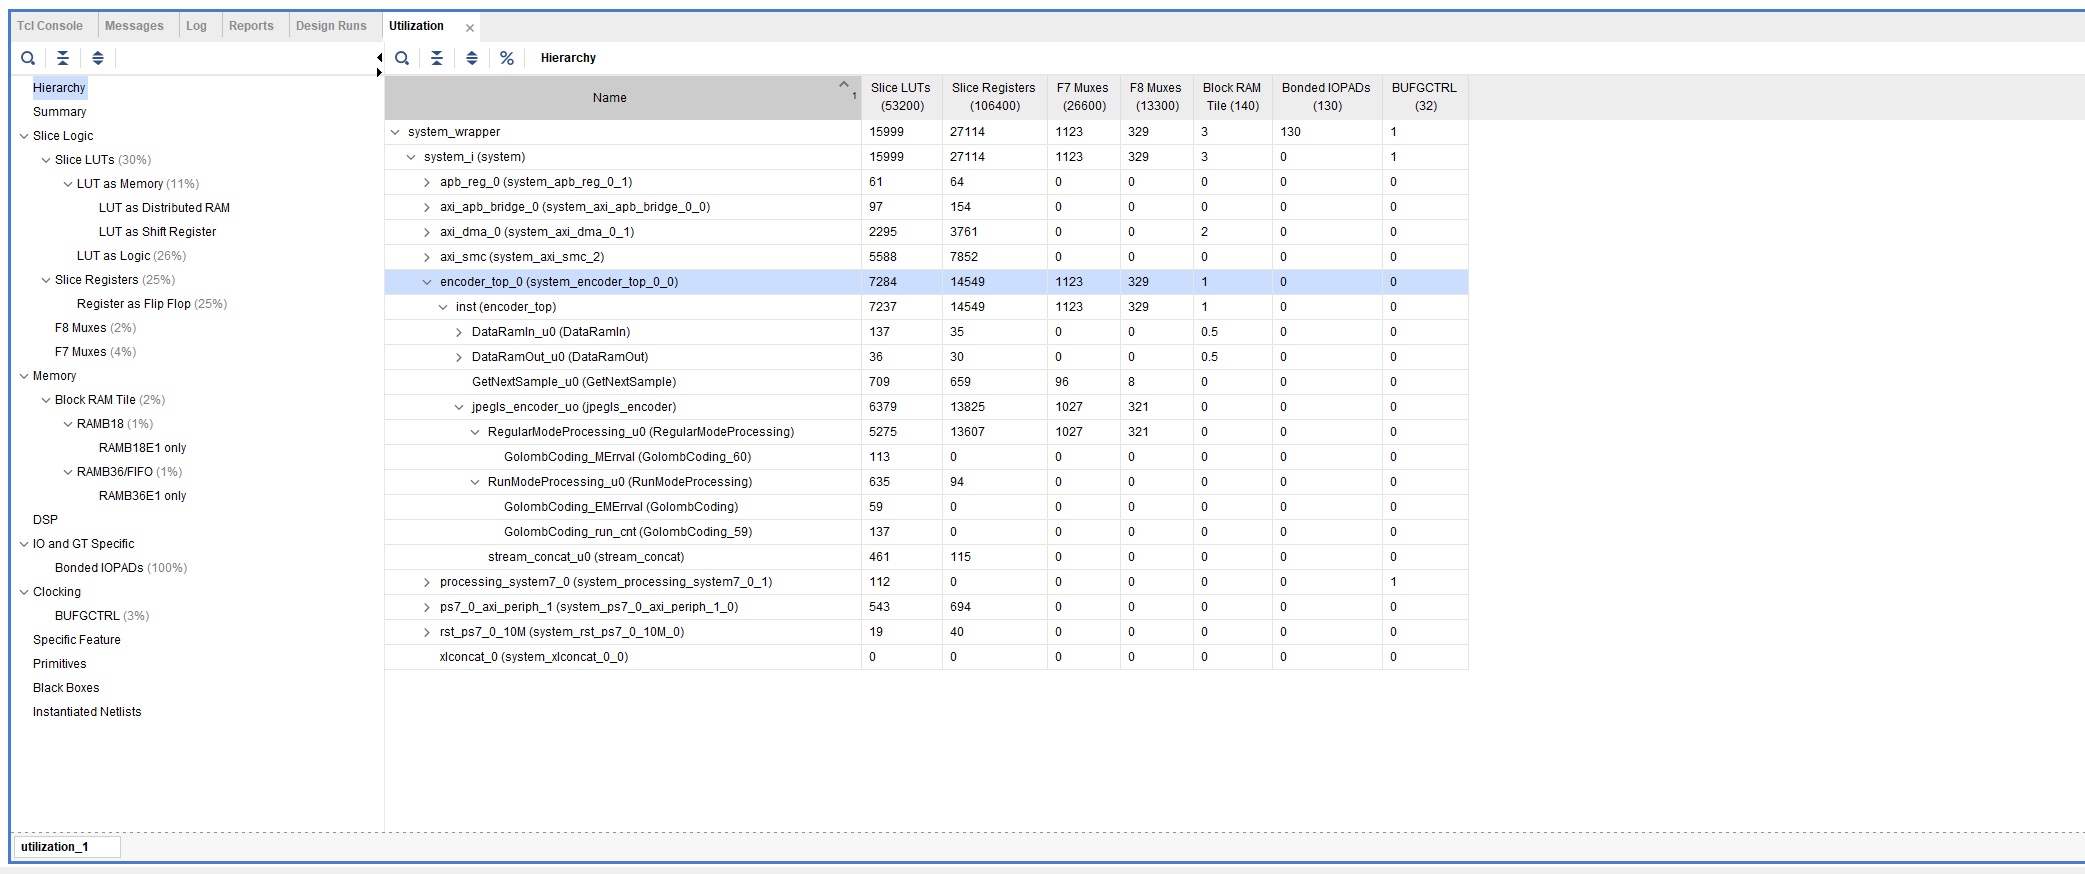 Tcl Console Messages Log Reports Design Runs Utilization
Hierarchy
Summary
Slice Logic
Slice LUTs (30%)
LUT as Memory (11%)
LUT as Distributed RAM
LUT as Shift Register
LUT as Logic (26%)
Slice Registers (25%)
Register as Flip Flop (25%)
F8 Muxes (2%)
F7 Muxes (4%)
Memory
Block RAM Tile (2%)
RAMB18 (1%)
RAMB18E1 only
RAMB36/FIFO (1%)
RAMB36E1 only
DSP
IO and GT Specific
Bonded IOPADs (100%)
Clocking
BUFGCTRL (3%)
Specific Feature
Primitives
Black Boxes
Instantiated Netlists
% Hierarchy
Name 1 Slice LUTs (53200) Slice Registers (106400) F7 Muxes (26600) F8 Muxes (13300) Block RAM Tile (140) Bonded IOPADs (130) BUFGCTRL (32)
system_wrapper 15999 27114 1123 329 3 130 1
system_i (system) 15999 27114 1123 329 3 0 1
apb_reg_0 (system_apb_reg_0_1) 61 64 0 0 0 0 0
axi_apb_bridge_0 (system_axi_apb_bridge_0_0) 97 154 0 0 0 0 0
axi_dma_0 (system_axi_dma_0_1) 2295 3761 0 0 2 0 0
axi_smc (system_axi_smc_2) 5588 7852 0 0 0 0 0
encoder_top_0 (system_encoder_top_0_0) 7284 14549 1123 329 1 0 0
inst (encoder_top) 7237 14549 1123 329 1 0 0
DataRamIn_u0 (DataRamIn) 137 35 0 0 0.5 0 0
DataRamOut_u0 (DataRamOut) 36 30 0 0 0.5 0 0
GetNextSample_u0 (GetNextSample) 709 659 96 8 0 0 0
jpegls_encoder_uo (jpegls_encoder) 6379 13825 1027 321 0 0 0
RegularModeProcessing_u0 (RegularModeProcessing) 5275 13607 1027 321 0 0 0
GolombCoding_MErrval (GolombCoding_60) 113 0 0 0 0 0 0
RunModeProcessing_u0 (RunModeProcessing) 635 94 0 0 0 0 0
GolombCoding_EMErrval (GolombCoding) 59 0 0 0 0 0 0
GolombCoding_run_cnt (GolombCoding_59) 137 0 0 0 0 0 0
stream_concat_u0 (stream_concat) 461 115 0 0 0 0 0
processing_system7_0 (system_processing_system7_0_1) 112 0 0 0 0 0 1
ps7_0_axi_periph_1 (system_ps7_0_axi_periph_1_0) 543 694 0 0 0 0 0
rst_ps7_0_10M (system_rst_ps7_0_10M_0) 19 40 0 0 0 0 0
xlconcat_0 (system_xlconcat_0_0) 0 0 0 0 0 0 0
utilization_1